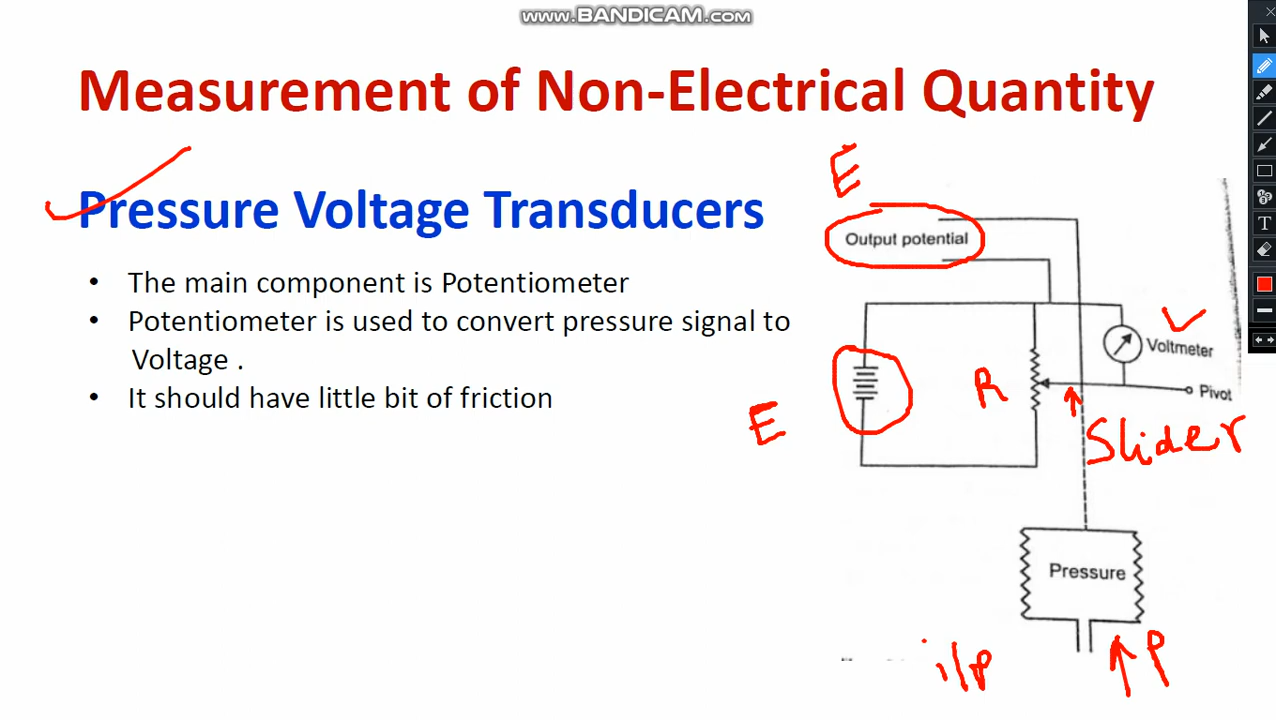 www.BANDICAM.com
Measurement of Non-Electrical Quantity
Pressure Voltage Transducers
• The main component is Potentiometer
• Potentiometer is used to convert pressure signal to
Voltage .
• It should have little bit of friction
E
Output potential
Voltmeter
R
Pivot
E
Slider
Pressure
i/p
P
T